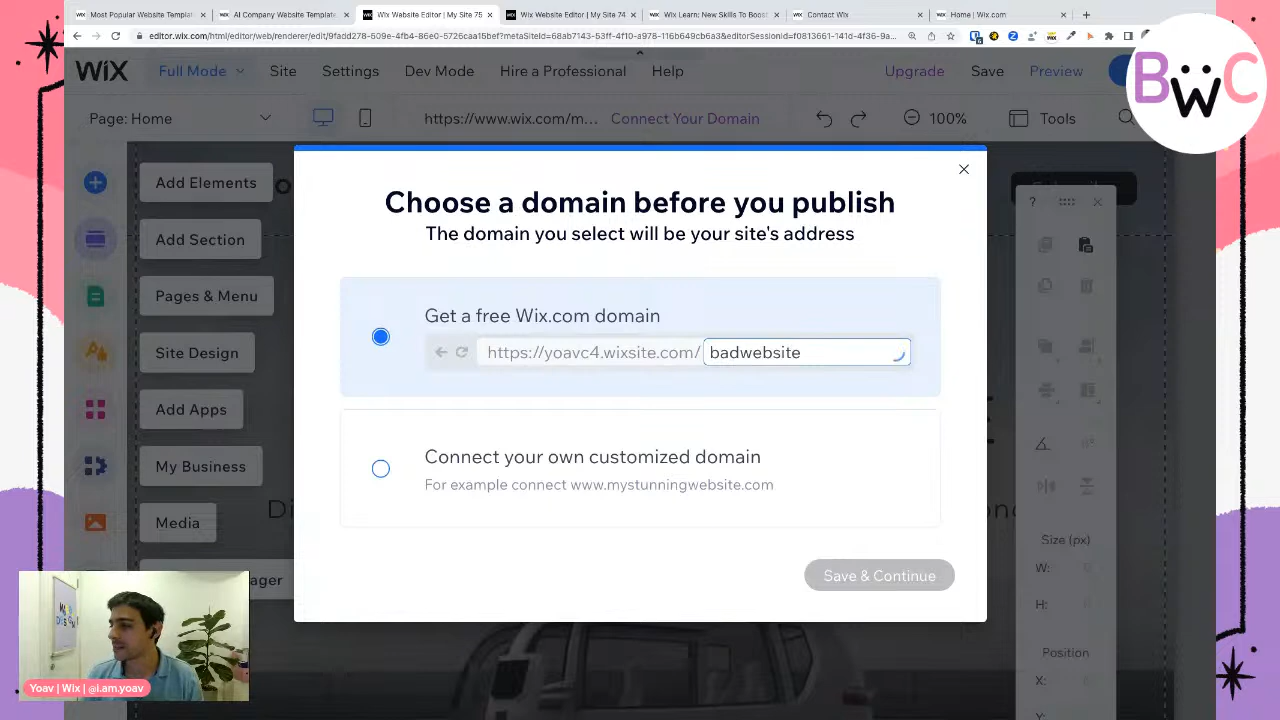 Most Popular Website Templat
AI Company Website Template
Wix Website Editor | My Site 75
Wix Website Editor | My Site 74
Wix Learn: New Skills To Boos
Contact Wix
Home | Wix.com
WiX
Full Mode
Site
Settings
Dev Mode
Hire a Professional
Help
Upgrade
Save
Preview
BWC
Page: Home
https://www.wix.com/m...
Connect Your Domain
100%
Tools
Add Elements
Add Section
Pages & Menu
Site Design
Add Apps
My Business
Media
ager
Choose a domain before you publish
The domain you select will be your site's address
Get a free Wix.com domain
https://yoavc4.wixsite.com/
badwebsite
Connect your own customized domain
For example connect www.mystunningwebsite.com
Save & Continue
?
Size (px)
W:
H:
Position
X:
Y:
Yoav | Wix | @i.am.yoav